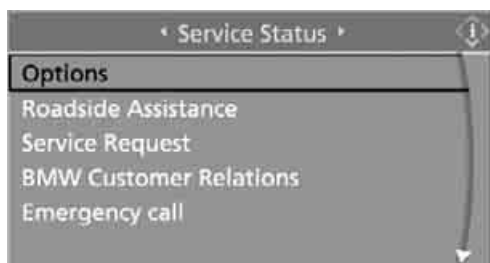 Service Status
Options
Roadside Assistance
Service Request
BMW Customer Relations
Emergency call